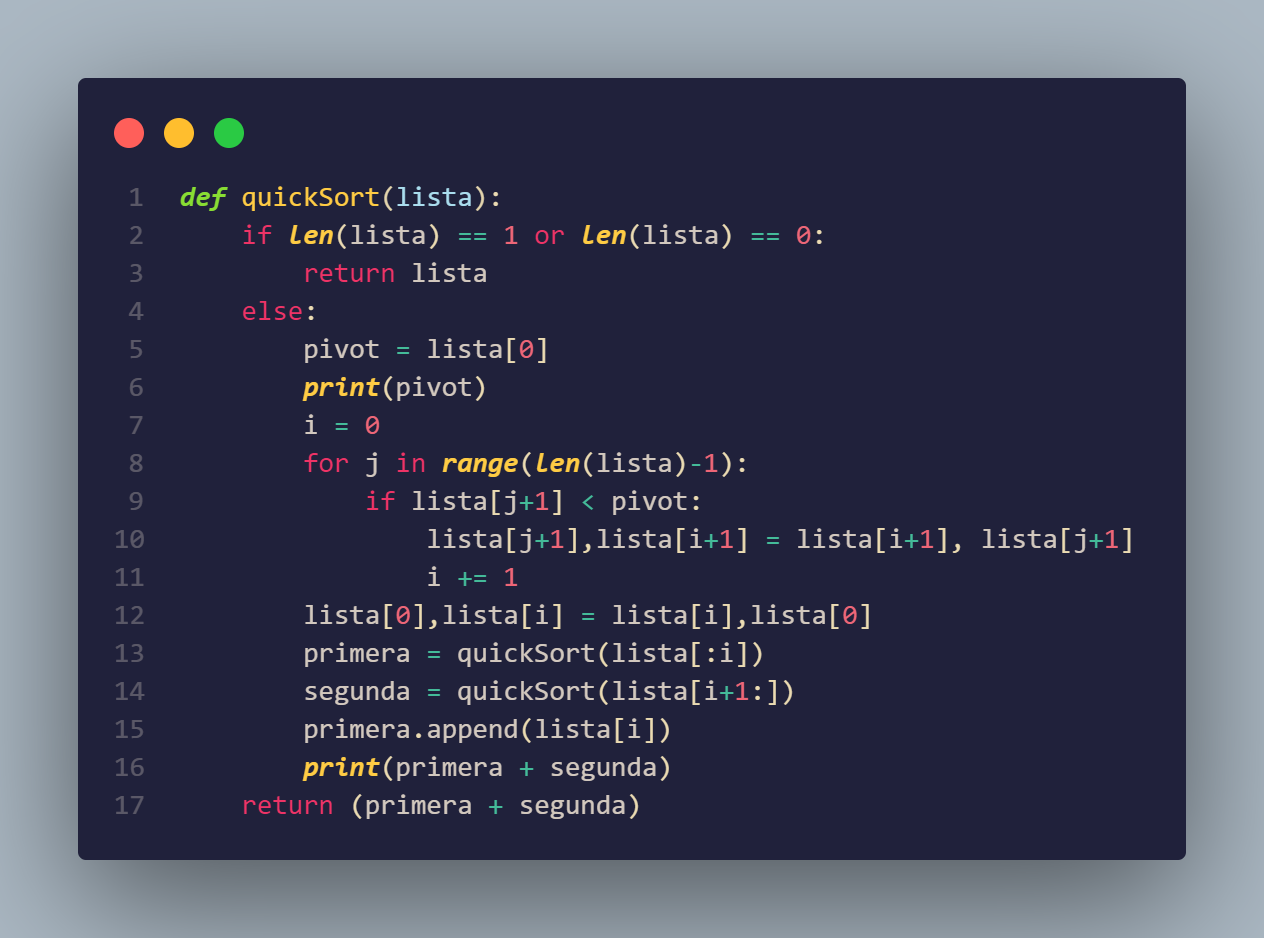 1 def quickSort(lista):
2     if len(lista) == 1 or len(lista) == 0:
3         return lista
4     else:
5         pivot = lista[0]
6         print(pivot)
7         i = 0
8         for j in range(len(lista)-1):
9             if lista[j+1] < pivot:
10                 lista[j+1],lista[i+1] = lista[i+1], lista[j+1]
11                 i += 1
12         lista[0],lista[i] = lista[i],lista[0]
13         primera = quickSort(lista[:i])
14         segunda = quickSort(lista[i+1:])
15         primera.append(lista[i])
16         print(primera + segunda)
17     return (primera + segunda)